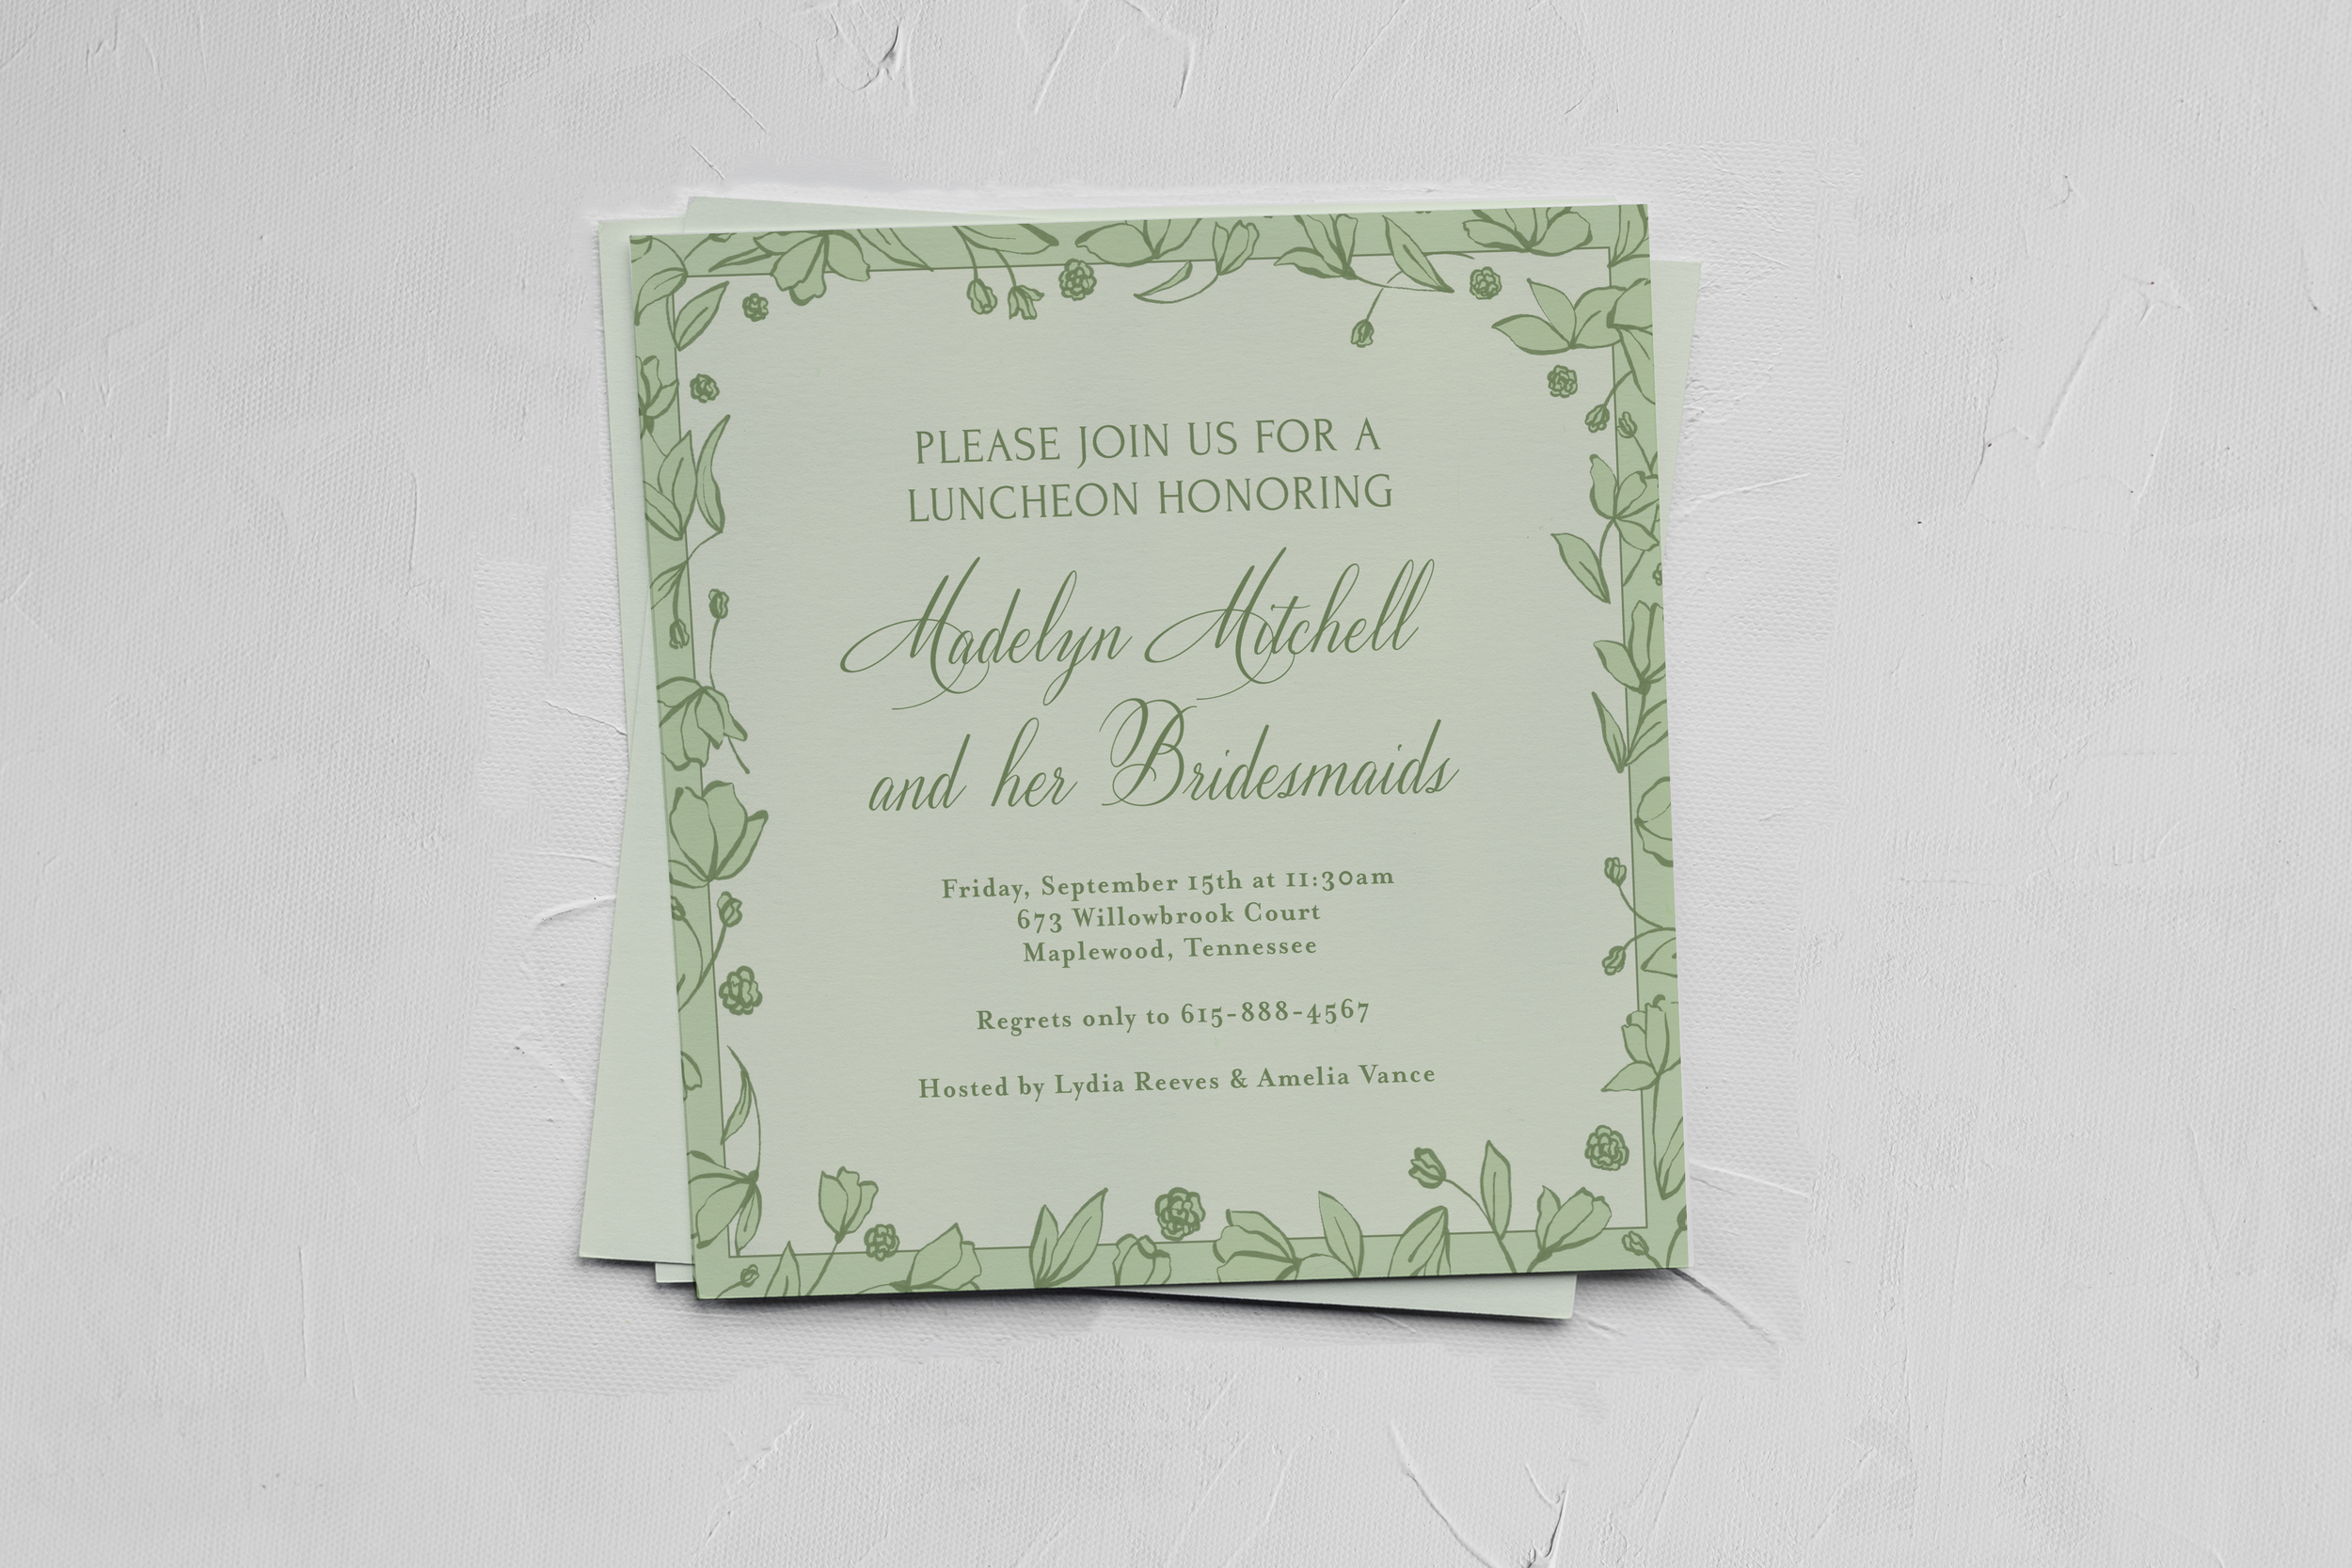 PLEASE JOIN US FOR A
LUNCHEON HONORING
Madelyn Mitchell
and her Bridesmaids
Friday, September 15th at 11:30am
673 Willowbrook Court
Maplewood, Tennessee
Regrets only to 615-888-4567
Hosted by Lydia Reeves & Amelia Vance